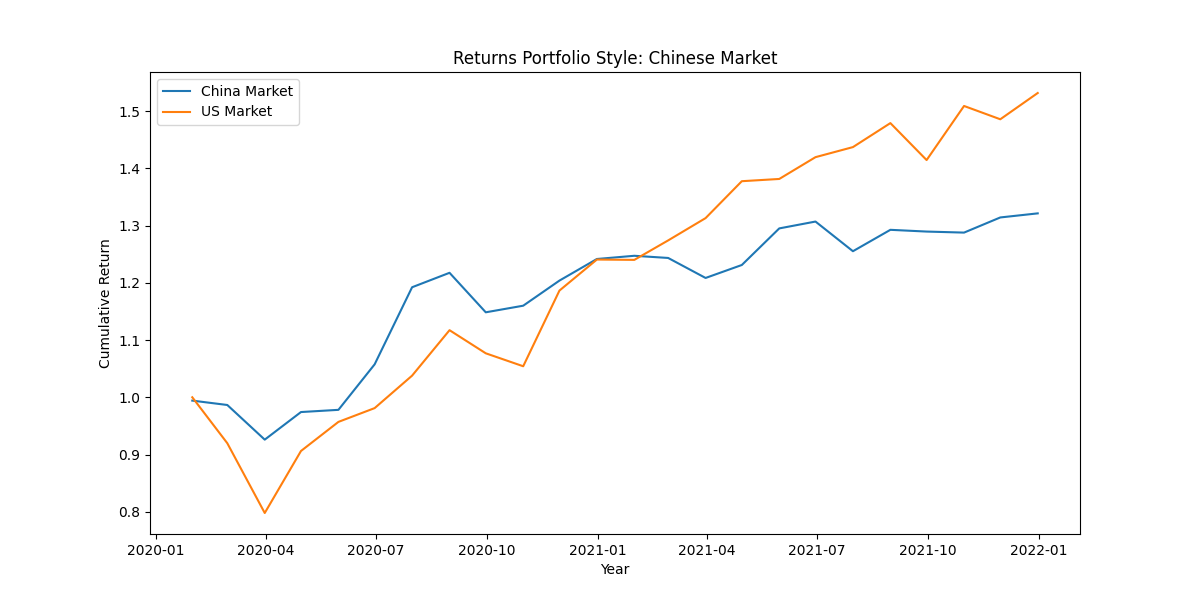 Returns Portfolio Style: Chinese Market
China Market
US Market
Cumulative Return
1.5
1.4
1.3
1.2
1.1
1.0
0.9
0.8
2020-01 2020-04 2020-07 2020-10 2021-01 2021-04 2021-07 2021-10 2022-01
Year